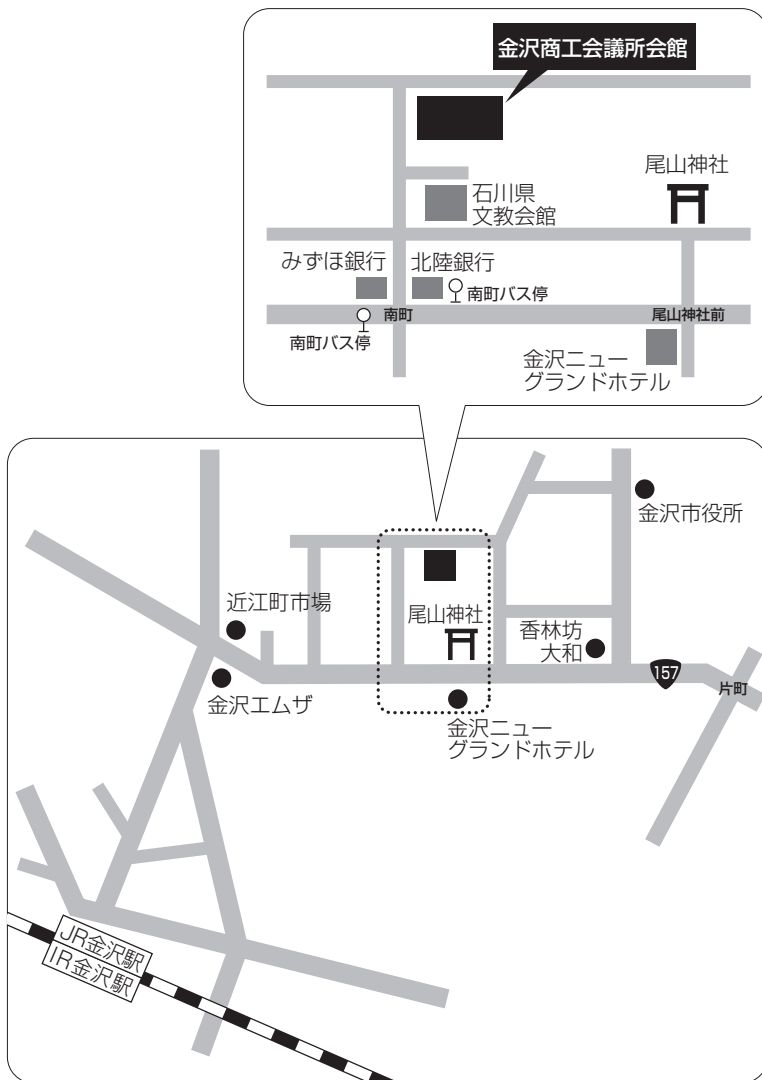 金沢商工会議所会館
尾山神社
石川県
文教会館
みずほ銀行
北陸銀行
南町バス停
南町
尾山神社前
南町バス停
金沢ニュー
グランドホテル
金沢市役所
近江町市場
尾山神社
香林坊
大和
157
片町
金沢エムザ
金沢ニュー
グランドホテル
JR金沢駅
IR金沢駅